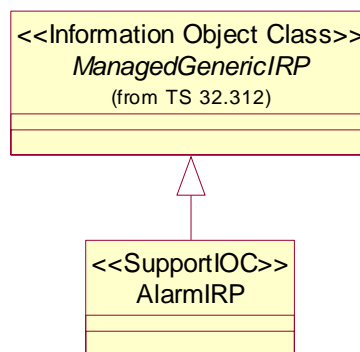 <<Information Object Class>>
ManagedGenericIRP
(from TS 32.312)
<<SupportIOC>>
AlarmIRP